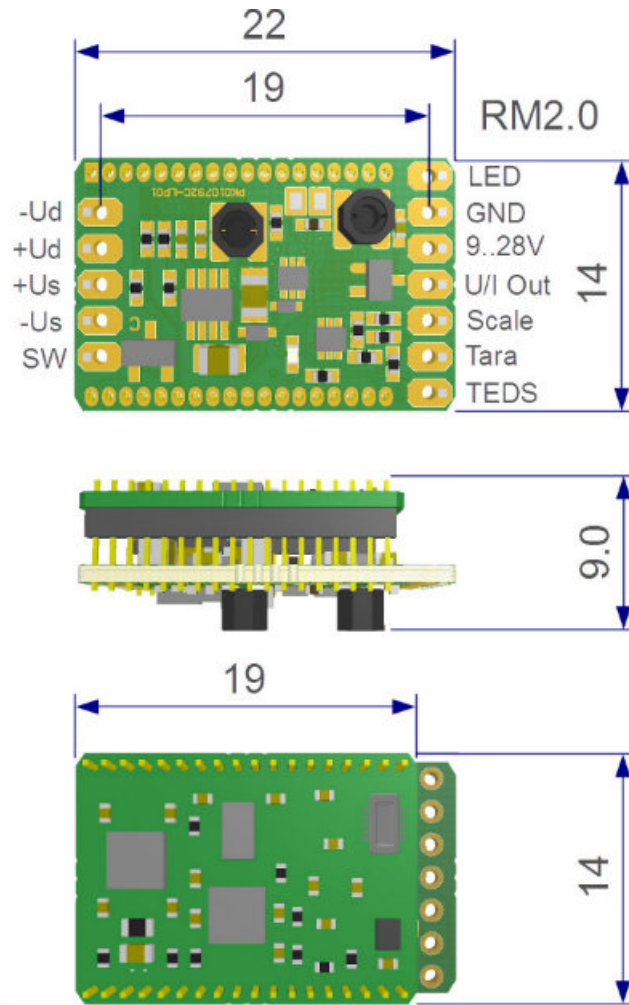 22
19
RM2.0
LED
-Ud
GND
+Ud
9..28V
+Us
U/I Out
-Us
Scale
SW
Tara
TEDS
14
9.0
19
14